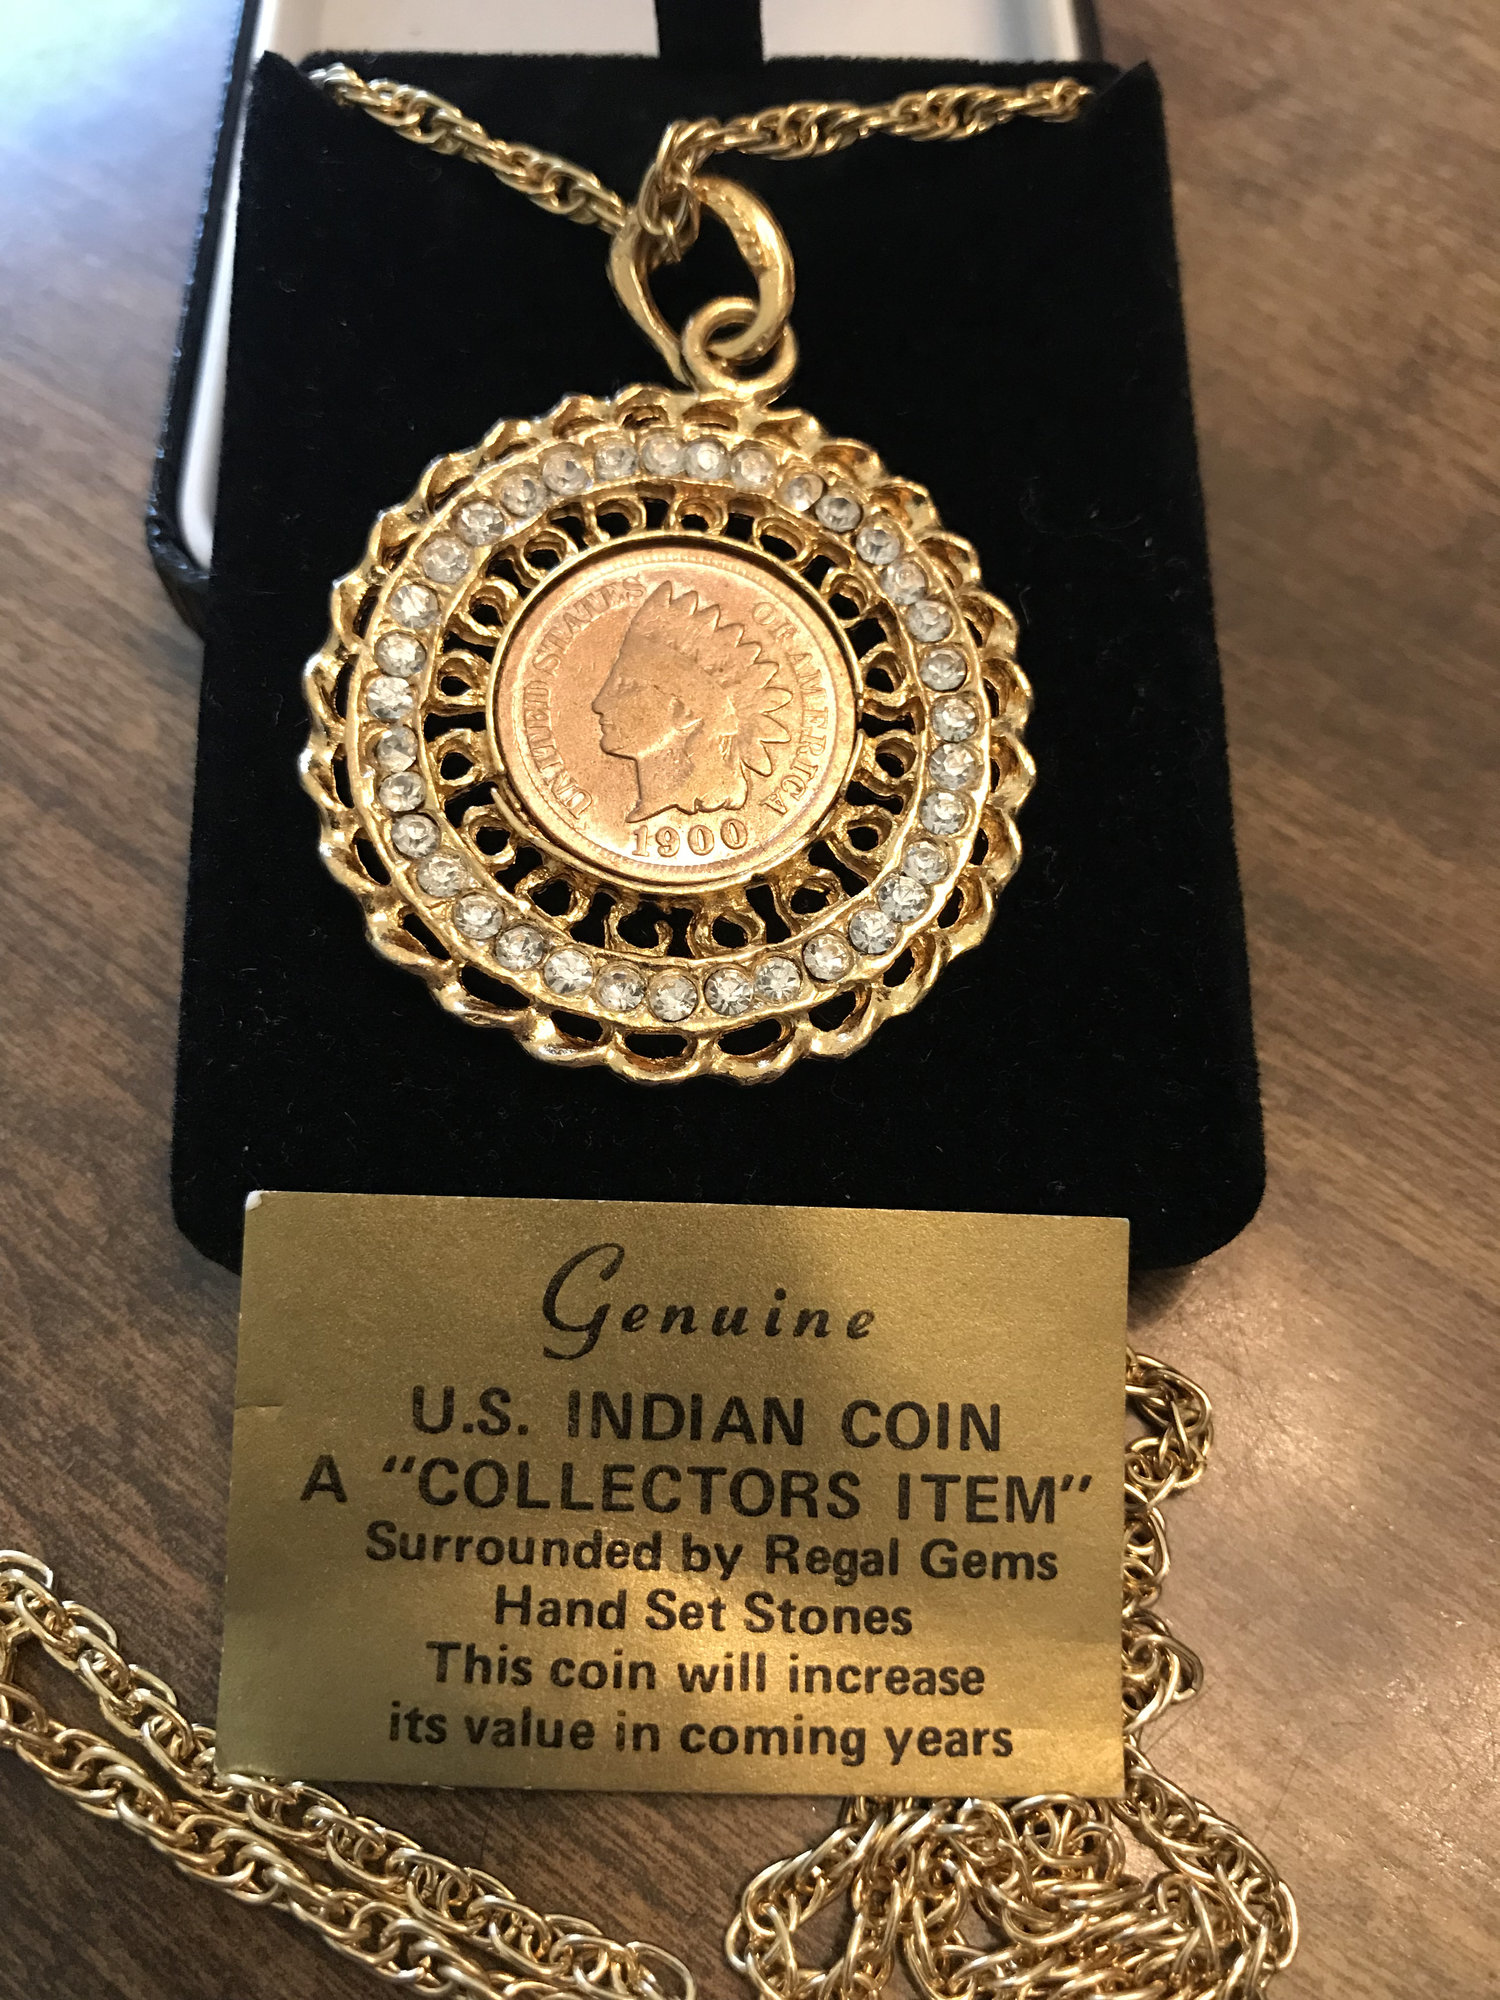 UNITED STATES OF AMERICA
1900
Genuine
U.S. INDIAN COIN
A "COLLECTORS ITEM"
Surrounded by Regal Gems
Hand Set Stones
This coin will increase
its value in coming years